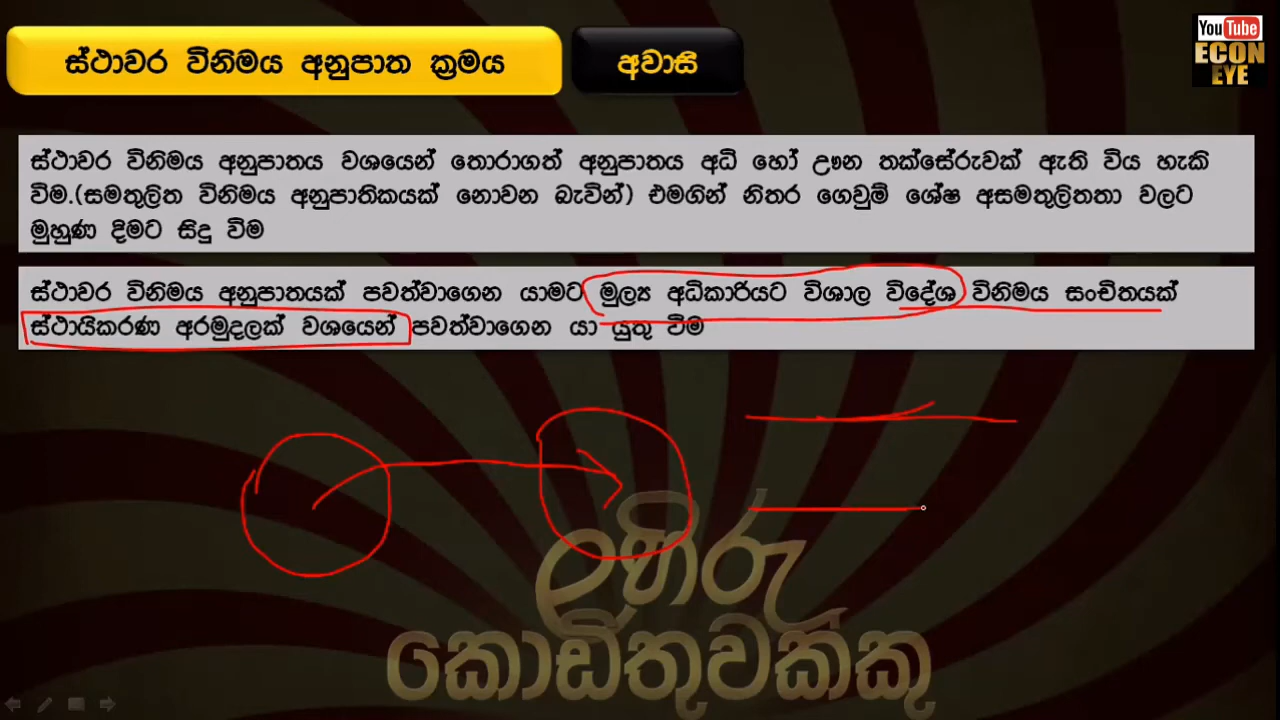 ස්ථාවර විනිමය අනුපාත ක්‍රමය
අවාසි
YouTube
ECON
EYE
ස්ථාවර විනිමය අනුපාතය වශයෙන් තොරාගත් අනුපාතය අධි හෝ ඌන තක්සේරුවක් ඇති විය හැකි
විම.(සමතුලිත විනිමය අනුපාතිකයක් නොවන බැවින්) එමගින් නිතර ගෙවුම් ශේෂ අසමතුලිතතා වලට
මුහුණ දිමට සිදු විම
ස්ථාවර විනිමය අනුපාතයක් පවත්වාගෙන යාමට මුල්‍ය අධිකාරියට විශාල විදේශ විනිමය සංචිතයක්
ස්ථායිකරණ අරමුදලක් වශයෙන් පවත්වාගෙන යා යුතු විම
ලහිරු
කොඩිතුවක්කු